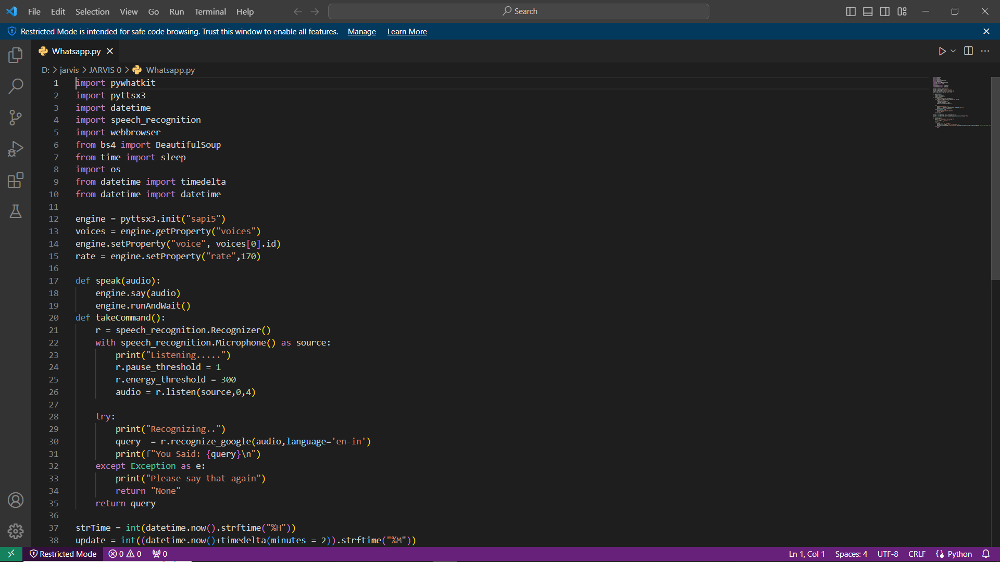 File Edit Selection View Go Run Terminal Help Search
Restricted Mode is intended for safe code browsing. Trust this window to enable all features. Manage Learn More
Whatsapp.py
D: > jarvis > JARVIS 0 > Whatsapp.py
1 import pywhatkit
2 import pyttsx3
3 import datetime
4 import speech_recognition
5 import webbrowser
6 from bs4 import BeautifulSoup
7 from time import sleep
8 import os
9 from datetime import timedelta
10 from datetime import datetime
11
12 engine = pyttsx3.init("sapi5")
13 voices = engine.getProperty("voices")
14 engine.setProperty("voice", voices[0].id)
15 rate = engine.setProperty("rate",170)
16
17 def speak(audio):
18     engine.say(audio)
19     engine.runAndWait()
20 def takeCommand():
21     r = speech_recognition.Recognizer()
22     with speech_recognition.Microphone() as source:
23         print("Listening.....")
24         r.pause_threshold = 1
25         r.energy_threshold = 300
26         audio = r.listen(source,0,4)
27
28     try:
29         print("Recognizing..")
30         query  = r.recognize_google(audio,language='en-in')
31         print(f"You Said: {query}\n")
32     except Exception as e:
33         print("Please say that again")
34         return "None"
35     return query
36
37 strTime = int(datetime.now().strftime("%H"))
38 update = int((datetime.now()+timedelta(minutes = 2)).strftime("%M"))
Restricted Mode 0 0 0 Ln 1, Col 1 Spaces: 4 UTF-8 CRLF Python